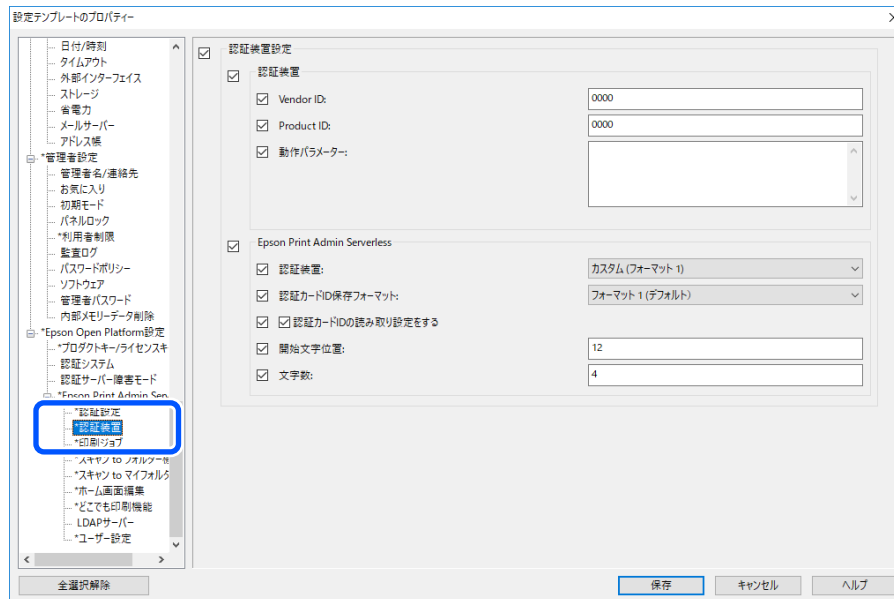 設定テンプレートのプロパティー
日付/時刻
タイムアウト
外部インターフェイス
ストレージ
省電力
メールサーバー
アドレス帳
*管理者設定
管理者名/連絡先
お気に入り
初期モード
パネルロック
*利用者制限
監査ログ
パスワードポリシー
ソフトウェア
管理者パスワード
内部メモリーデータ削除
*Epson Open Platform設定
*プロダクトキー/ライセンスキ
認証システム
認証サーバー障害モード
*Epson Print Admin Serv
*認証設定
*認証装置
*印刷ジョブ
*スキャン to フォルダー機
*スキャン to マイフォルダ
*ホーム画面編集
*どこでも印刷機能
LDAPサーバー
*ユーザー設定
全選択解除
認証装置設定
認証装置
Vendor ID:
0000
Product ID:
0000
動作パラメーター:
Epson Print Admin Serverless
認証装置:
カスタム (フォーマット 1)
認証カードID保存フォーマット:
フォーマット 1 (デフォルト)
認証カードIDの読み取り設定をする
開始文字位置:
12
文字数:
4
保存
キャンセル
ヘルプ